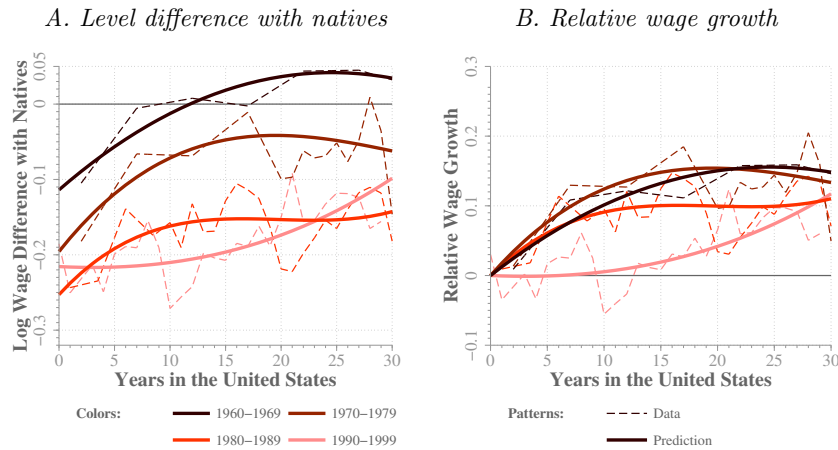 A. Level difference with natives
B. Relative wage growth
Log Wage Difference with Natives
0.05
0
−0.1
−0.2
−0.3
0 5 10 15 20 25 30
Years in the United States
Relative Wage Growth
0.3
0.2
0.1
0
−0.1
0 5 10 15 20 25 30
Years in the United States
Colors:
1960−1969
1970−1979
1980−1989
1990−1999
Patterns:
Data
Prediction